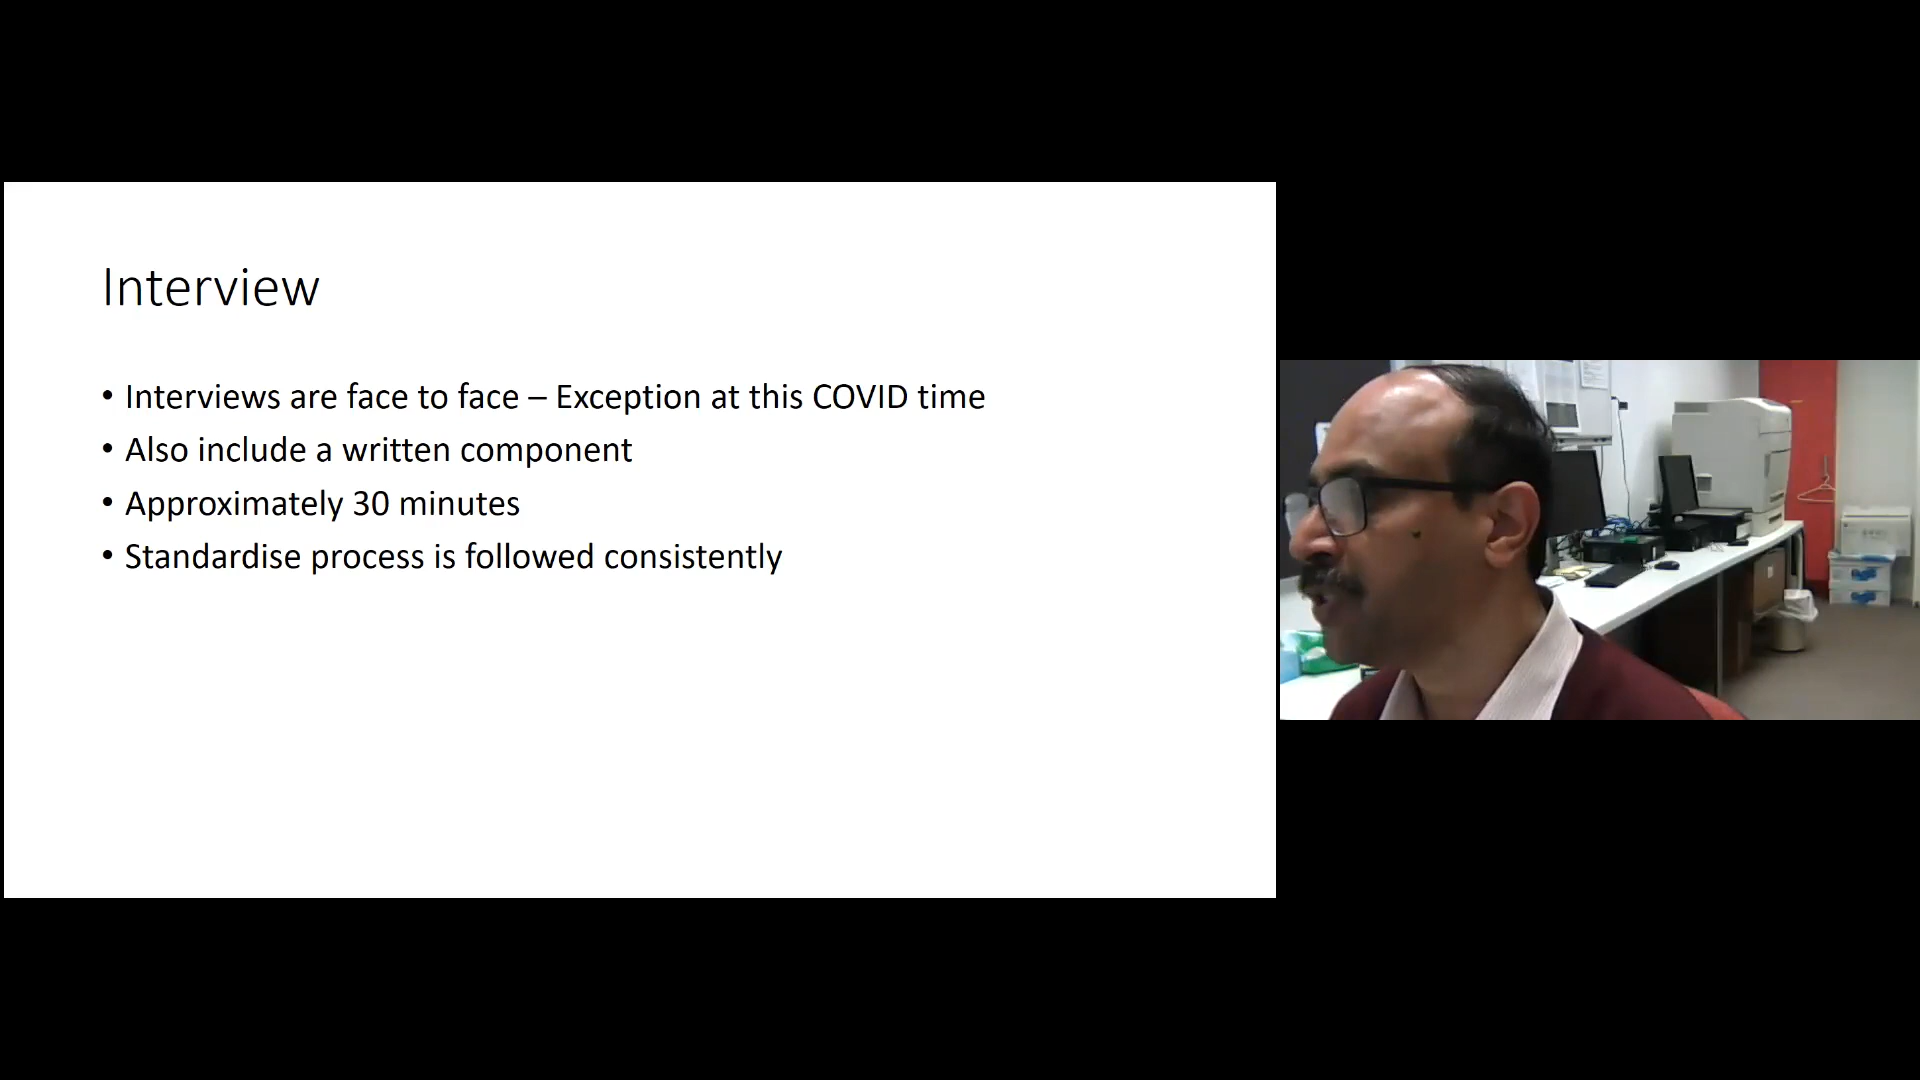 Interview
• Interviews are face to face – Exception at this COVID time
• Also include a written component
• Approximately 30 minutes
• Standardise process is followed consistently